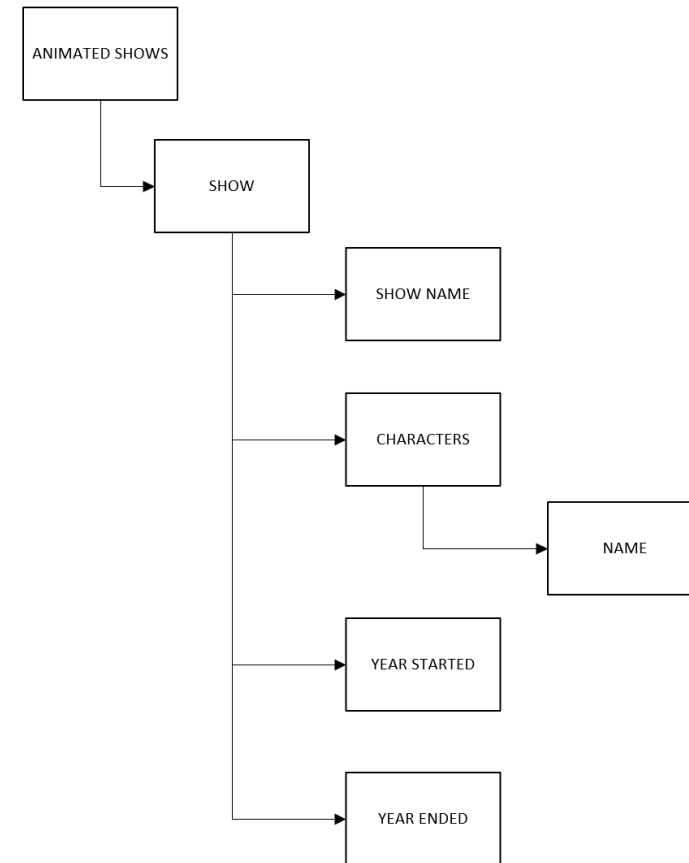 ANIMATED SHOWS
SHOW
SHOW NAME
CHARACTERS
NAME
YEAR STARTED
YEAR ENDED